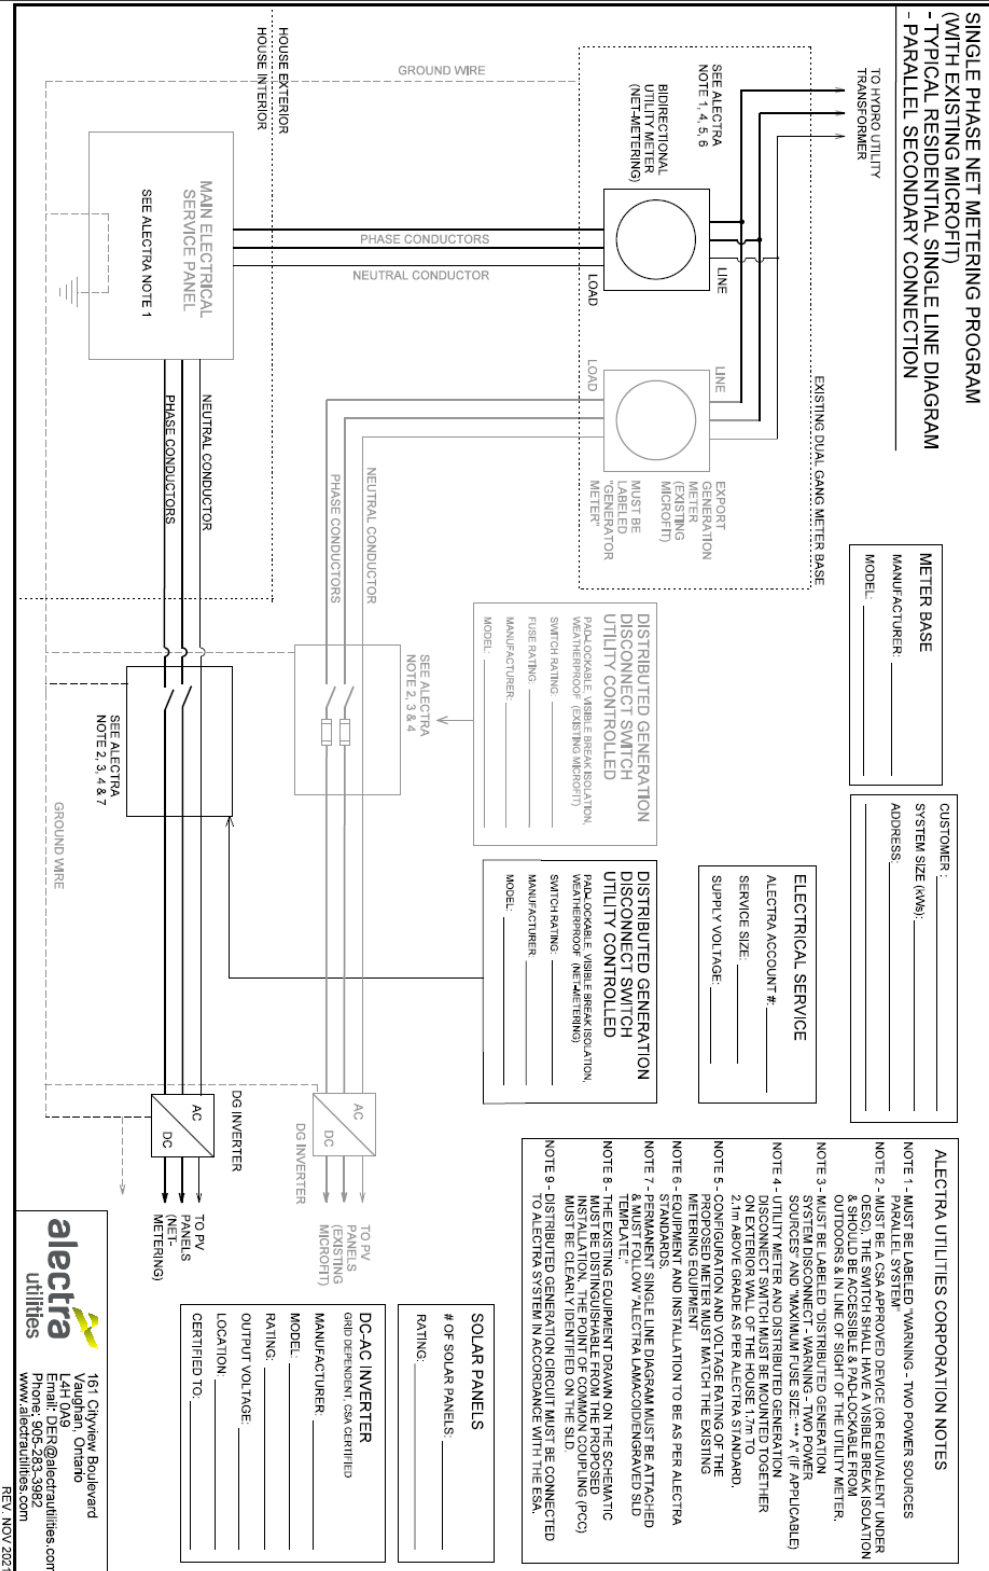 SINGLE PHASE NET METERING PROGRAM
(WITH EXISTING MICROFIT)
- TYPICAL RESIDENTIAL SINGLE LINE DIAGRAM
- PARALLEL SECONDARY CONNECTION
TO HYDRO UTILITY
TRANSFORMER
SEE ALECTRA
NOTE 1, 4, 5, 6
BIDIRECTIONAL
UTILITY METER
(NET-METERING)
LINE
LOAD
EXISTING DUAL GANG METER BASE
LINE
LOAD
EXPORT
GENERATION
METER
(EXISTING
MICROFIT)
MUST BE
LABELED
"GENERATOR
METER"
GROUND WIRE
HOUSE EXTERIOR
HOUSE INTERIOR
PHASE CONDUCTORS
NEUTRAL CONDUCTOR
MAIN ELECTRICAL
SERVICE PANEL
SEE ALECTRA NOTE 1
NEUTRAL CONDUCTOR
PHASE CONDUCTORS
NEUTRAL CONDUCTOR
PHASE CONDUCTORS
METER BASE
MANUFACTURER:
MODEL:
CUSTOMER :
SYSTEM SIZE (kWs):
ADDRESS:
ELECTRICAL SERVICE
ALECTRA ACCOUNT #:
SERVICE SIZE:
SUPPLY VOLTAGE:
DISTRIBUTED GENERATION
DISCONNECT SWITCH
UTILITY CONTROLLED
PAD-LOCKABLE, VISIBLE BREAK ISOLATION,
WEATHERPROOF (EXISTING MICROFIT)
SWITCH RATING:
FUSE RATING:
MANUFACTURER:
MODEL:
SEE ALECTRA
NOTE 2, 3 & 4
DISTRIBUTED GENERATION
DISCONNECT SWITCH
UTILITY CONTROLLED
PAD-LOCKABLE, VISIBLE BREAK ISOLATION,
WEATHERPROOF (NET-METERING)
SWITCH RATING:
MANUFACTURER:
MODEL:
SEE ALECTRA
NOTE 2, 3, 4 & 7
GROUND WIRE
AC
DC
DG INVERTER
TO PV
PANELS
(EXISTING
MICROFIT)
DG INVERTER
AC
DC
TO PV
PANELS
(NET-
METERING)
ALECTRA UTILITIES CORPORATION NOTES
NOTE 1 - MUST BE LABELED "WARNING - TWO POWER SOURCES
PARALLEL SYSTEM"
NOTE 2 - MUST BE A CSA APPROVED DEVICE (OR EQUIVALENT UNDER
OESC). THE SWITCH SHALL HAVE A VISIBLE BREAK ISOLATION
& SHOULD BE ACCESSIBLE & PAD-LOCKABLE FROM
OUTDOORS & IN LINE OF SIGHT OF THE UTILITY METER.
NOTE 3 - MUST BE LABELED "DISTRIBUTED GENERATION
SYSTEM DISCONNECT - WARNING - TWO POWER
SOURCES" AND "MAXIMUM FUSE SIZE: *** A" (IF APPLICABLE)
NOTE 4 - UTILITY METER AND DISTRIBUTED GENERATION
DISCONNECT SWITCH MUST BE MOUNTED TOGETHER
ON EXTERIOR WALL OF THE HOUSE 1.7m TO
2.1m ABOVE GRADE AS PER ALECTRA STANDARD.
NOTE 5 - CONFIGURATION AND VOLTAGE RATING OF THE
PROPOSED METER MUST MATCH THE EXISTING
METERING EQUIPMENT
NOTE 6 - EQUIPMENT AND INSTALLATION TO BE AS PER ALECTRA
STANDARDS.
NOTE 7 - PERMANENT SINGLE LINE DIAGRAM MUST BE ATTACHED
& MUST FOLLOW "ALECTRA LAMACOID/ENGRAVED SLD
TEMPLATE."
NOTE 8 - THE EXISTING EQUIPMENT DRAWN ON THE SCHEMATIC
MUST BE DISTINGUISHABLE FROM THE PROPOSED
INSTALLATION. THE POINT OF COMMON COUPLING (PCC)
MUST BE CLEARLY IDENTIFIED ON THE SLD.
NOTE 9 - DISTRIBUTED GENERATION CIRCUIT MUST BE CONNECTED
TO ALECTRA SYSTEM IN ACCORDANCE WITH THE ESA.
SOLAR PANELS
# OF SOLAR PANELS:
RATING:
DC-AC INVERTER
GRID DEPENDENT, CSA CERTIFIED
MANUFACTURER:
MODEL:
RATING:
OUTPUT VOLTAGE:
LOCATION:
CERTIFIED TO:
alectra
utilities
161 Cityview Boulevard
Vaughan, Ontario
L4H 0A9
Email: DER@alectrautilities.com
Phone: 905-283-3982
www.alectrautilities.com
REV. NOV 2021